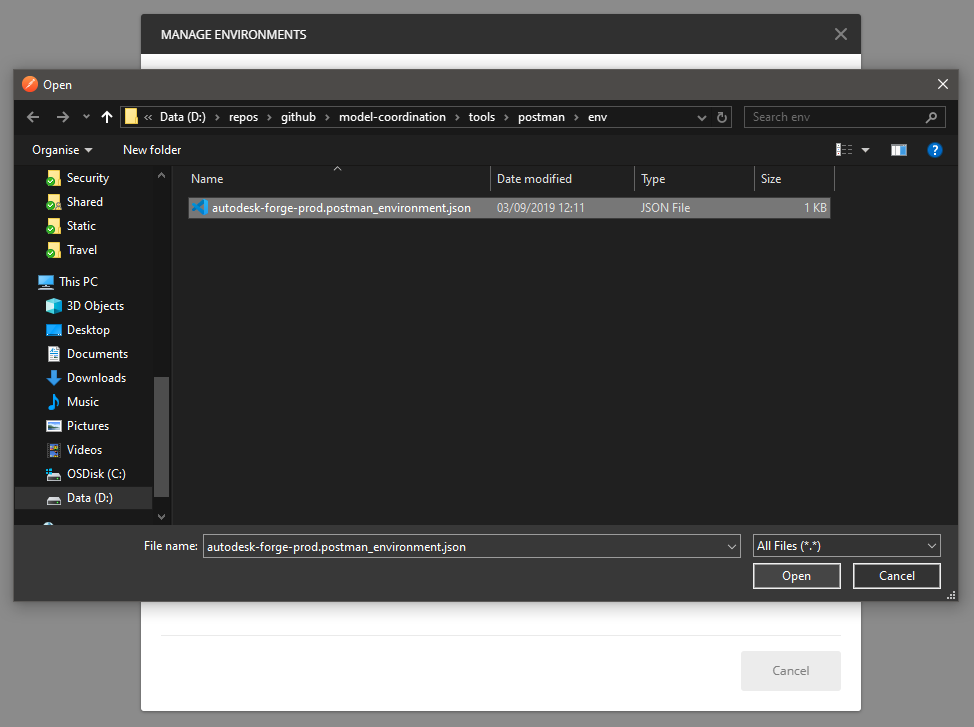 MANAGE ENVIRONMENTS
Open
« Data (D:) > repos > github > model-coordination > tools > postman > env
Search env
Organise
New folder
Security
Shared
Static
Travel
This PC
3D Objects
Desktop
Documents
Downloads
Music
Pictures
Videos
OSDisk (C:)
Data (D:)
Name Date modified Type Size
autodesk-forge-prod.postman_environment.json 03/09/2019 12:11 JSON File 1 KB
File name: autodesk-forge-prod.postman_environment.json
All Files (*.*)
Open
Cancel
Cancel